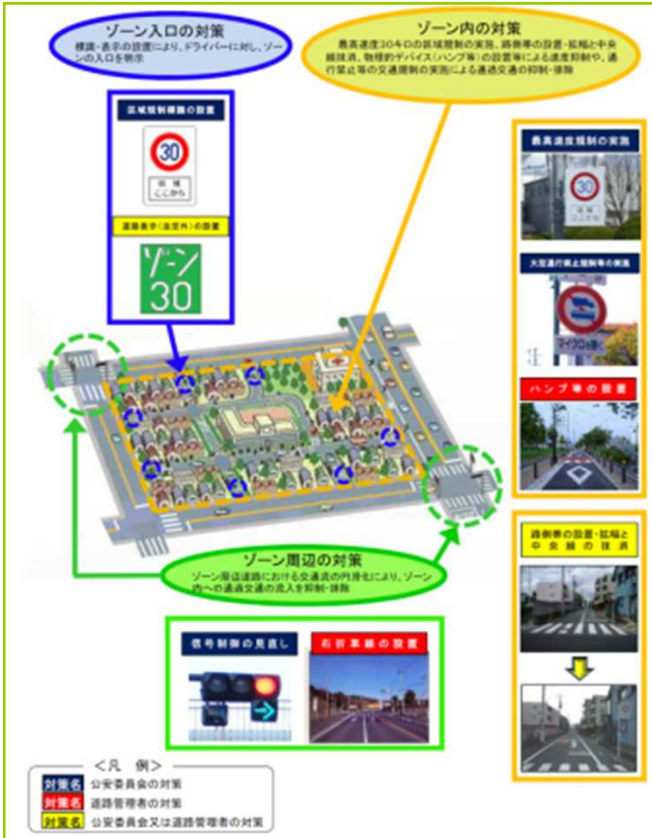 ゾーン入口の対策
標識・表示の設置により、ドライバーに対し、ゾー
ンの入口を明示
ゾーン内の対策
最高速度30キロの区域規制の実施、路側帯の設置・拡幅と中央
線抹消、物理的デバイス(ハンプ等)の設置等による速度抑制や、通
行禁止等の交通規制の実施による通過交通の抑制・排除
区域規制標識の設置
30
区域
ここから
道路表示(法定外)の設置
ゾーン
30
最高速度規制の実施
30
区域
ここから
大型通行禁止規制等の実施
マイクロを除く
ハンプ等の設置
路側帯の設置・拡幅と
中央線の抹消
ゾーン周辺の対策
ゾーン周辺道路における交通流の円滑化により、ゾーン
内への通過交通の流入を抑制・排除
信号制御の見直し
右折車線の設置
<凡 例>
対策名 公安委員会の対策
対策名 道路管理者の対策
対策名 公安委員会又は道路管理者の対策